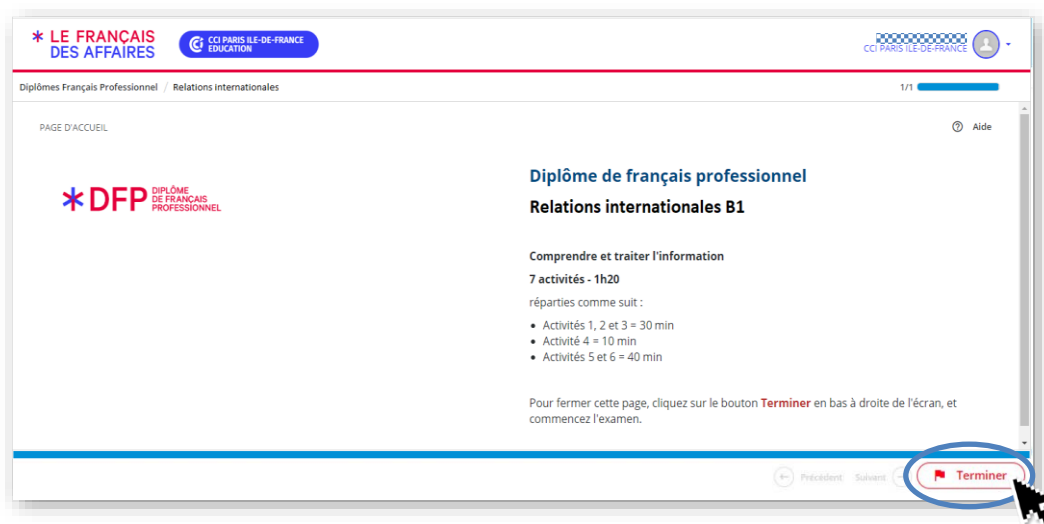 LE FRANÇAIS
DES AFFAIRES
CCI PARIS ILE-DE-FRANCE
EDUCATION
CCI PARIS ILE-DE-FRANCE
Diplômes Français Professionnel / Relations internationales
1/1
PAGE D'ACCUEIL
Aide
DFP DIPLÔME
DE FRANÇAIS
PROFESSIONNEL
Diplôme de français professionnel
Relations internationales B1
Comprendre et traiter l'information
7 activités - 1h20
réparties comme suit :
• Activités 1, 2 et 3 = 30 min
• Activité 4 = 10 min
• Activités 5 et 6 = 40 min
Pour fermer cette page, cliquez sur le bouton Terminer en bas à droite de l'écran, et
commencez l'examen.
Précédent Suivant Terminer